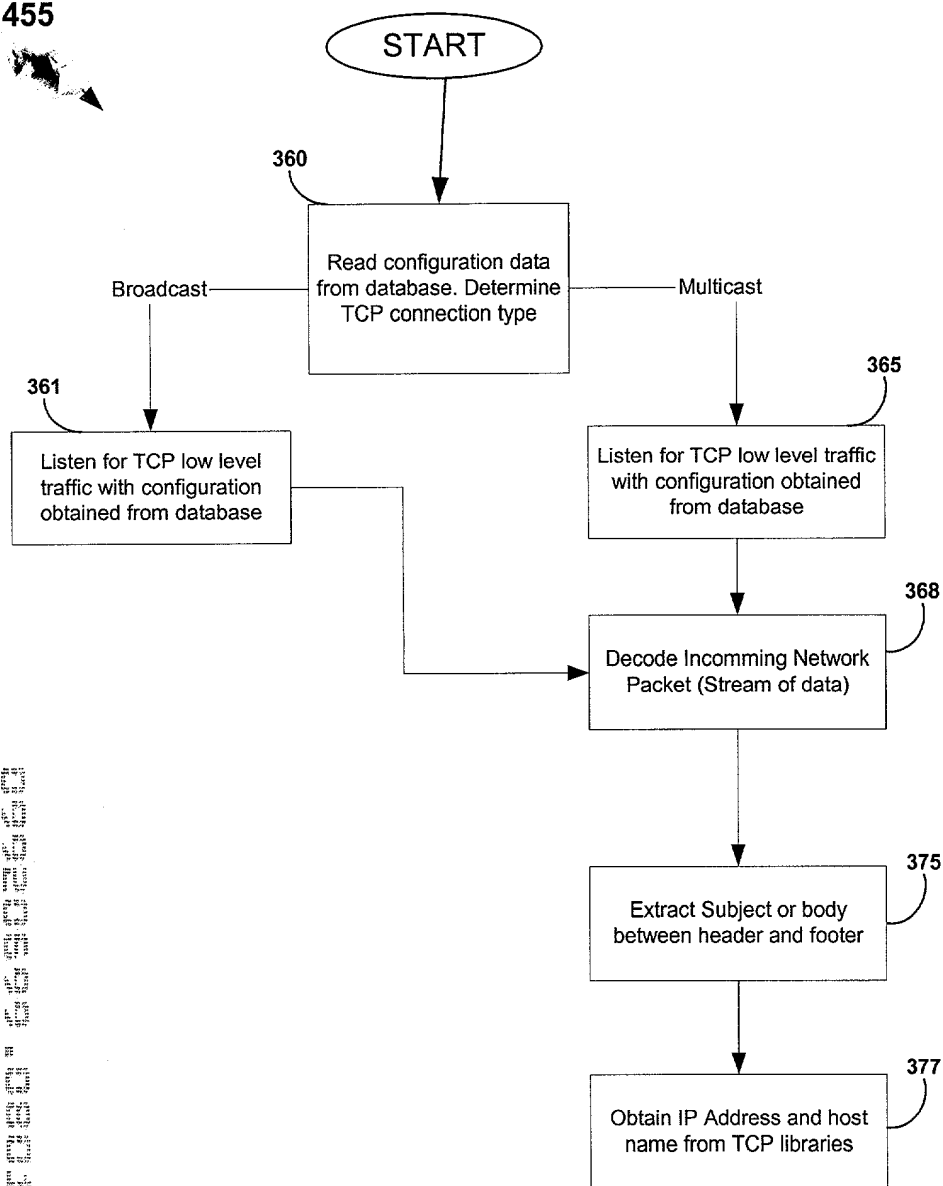 455
START
360
Read configuration data
from database. Determine
TCP connection type
Broadcast
Multicast
361
365
Listen for TCP low level
traffic with configuration
obtained from database
Listen for TCP low level traffic
with configuration obtained
from database
368
Decode Incomming Network
Packet (Stream of data)
375
Extract Subject or body
between header and footer
377
Obtain IP Address and host
name from TCP libraries